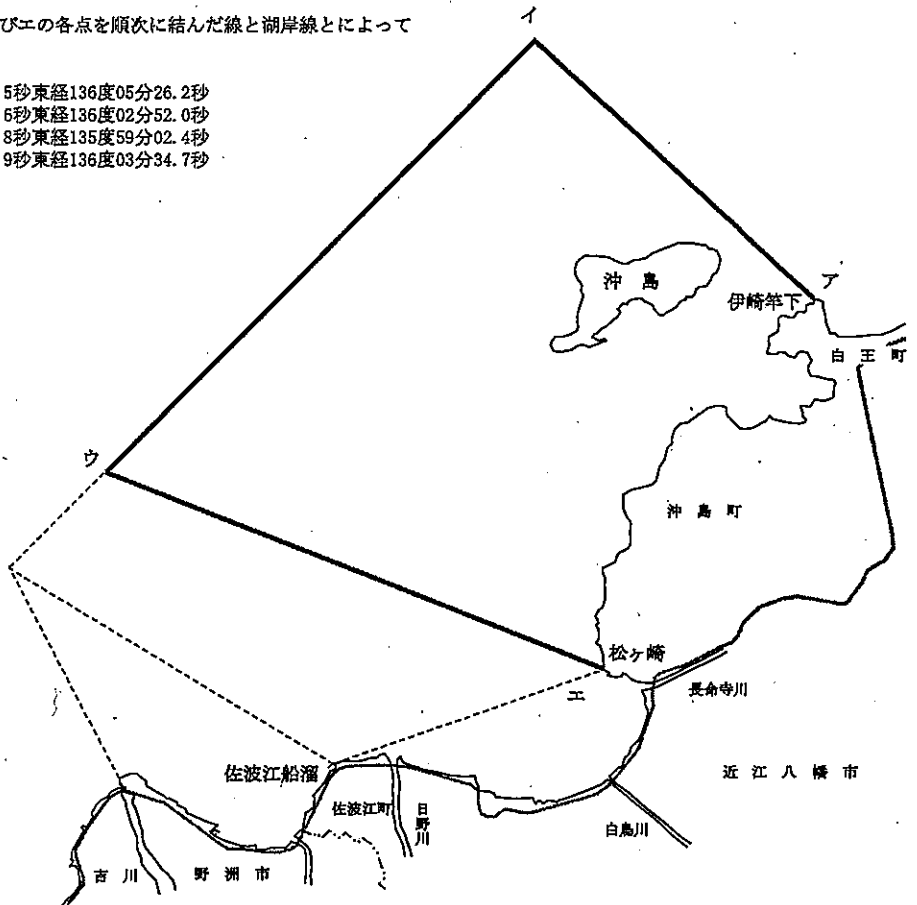 びエの各点を順次に結んだ線と湖岸線とによって
5秒東経136度05分26.2秒
6秒東経136度02分52.0秒
8秒東経135度59分02.4秒
9秒東経136度03分34.7秒
イ
沖島
ア
伊崎竿下
白王町
ウ
沖島町
松ヶ崎
エ
長命寺川
佐波江船溜
近江八幡市
佐波江町
日野川
白鳥川
吉川
野洲市